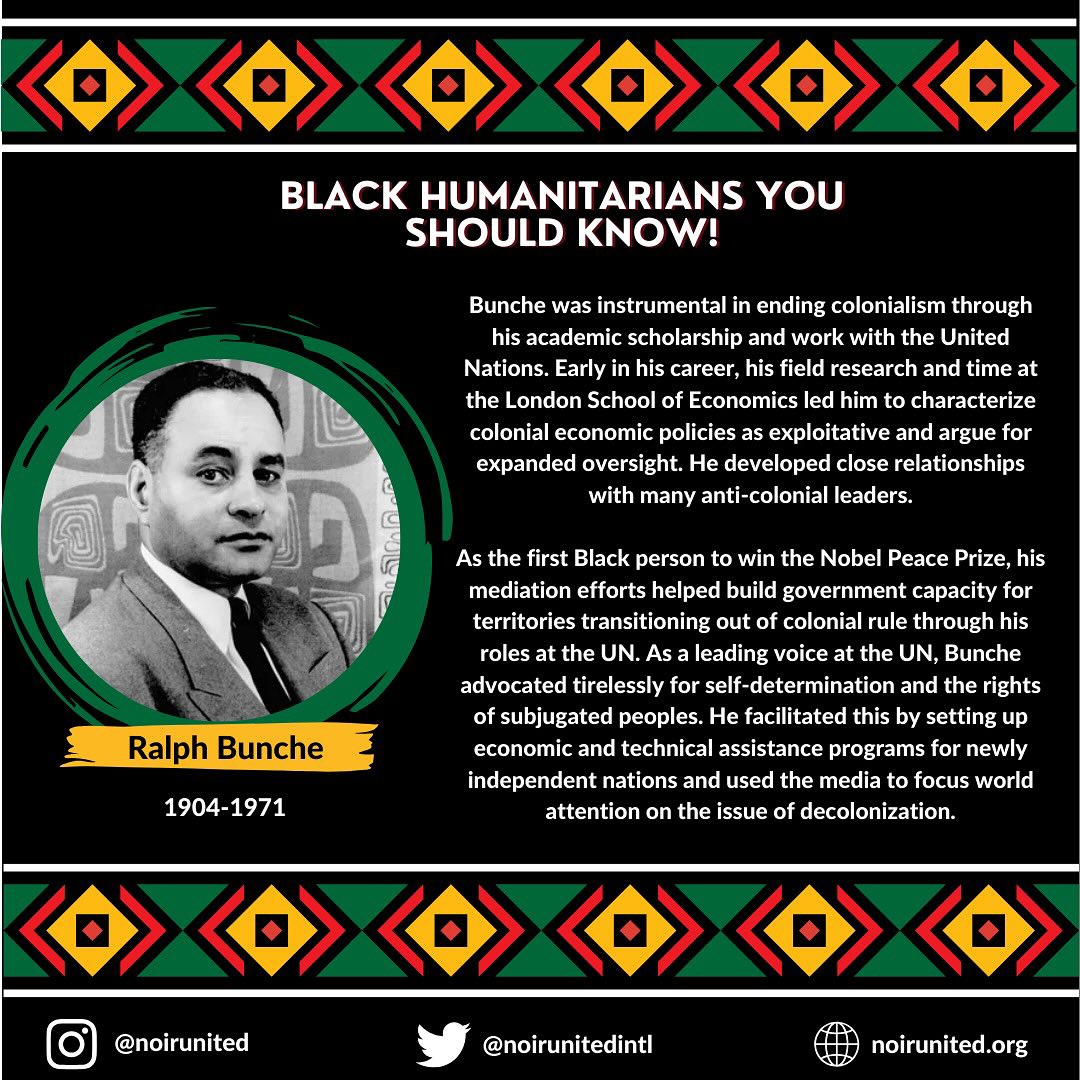 BLACK HUMANITARIANS YOU
SHOULD KNOW!
Bunche was instrumental in ending colonialism through
his academic scholarship and work with the United
Nations. Early in his career, his field research and time at
the London School of Economics led him to characterize
colonial economic policies as exploitative and argue for
expanded oversight. He developed close relationships
with many anti-colonial leaders.
As the first Black person to win the Nobel Peace Prize, his
mediation efforts helped build government capacity for
territories transitioning out of colonial rule through his
roles at the UN. As a leading voice at the UN, Bunche
advocated tirelessly for self-determination and the rights
of subjugated peoples. He facilitated this by setting up
economic and technical assistance programs for newly
independent nations and used the media to focus world
attention on the issue of decolonization.
Ralph Bunche
1904-1971
@noirunited
@noirunitedintl
noirunited.org